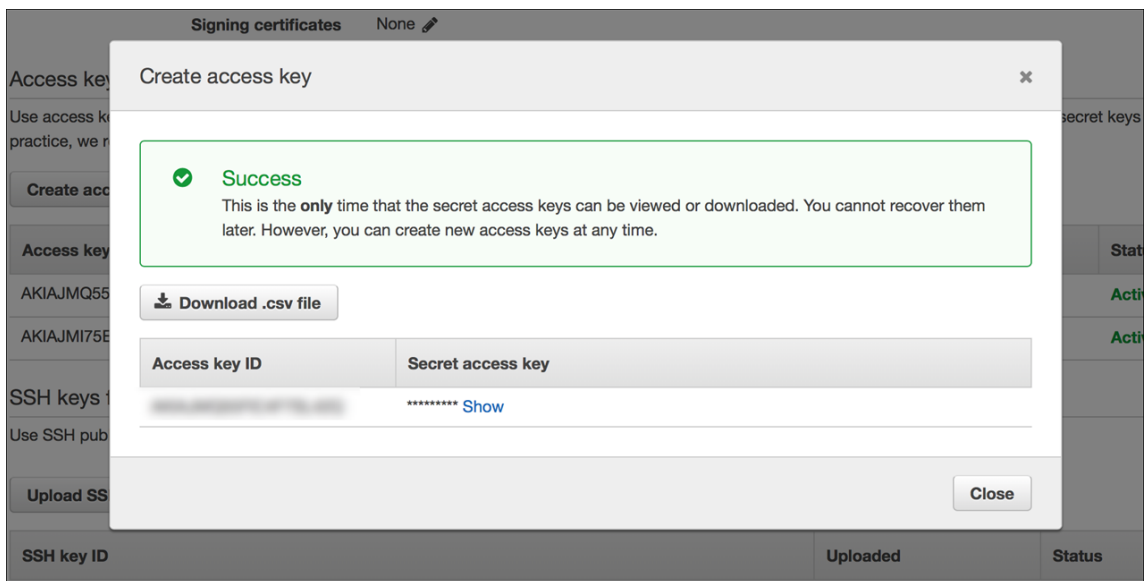 Signing certificates None
Create access key
Access key
Use access secret keys
practice, we
Success
This is the only time that the secret access keys can be viewed or downloaded. You cannot recover them
later. However, you can create new access keys at any time.
Create acc
Download .csv file
Access key Stat
AKIAJMQ55 Activ
AKIAJMI75E Activ
Access key ID Secret access key
********* Show
SSH keys
Use SSH pub
Upload SS
Close
SSH key ID Uploaded Status